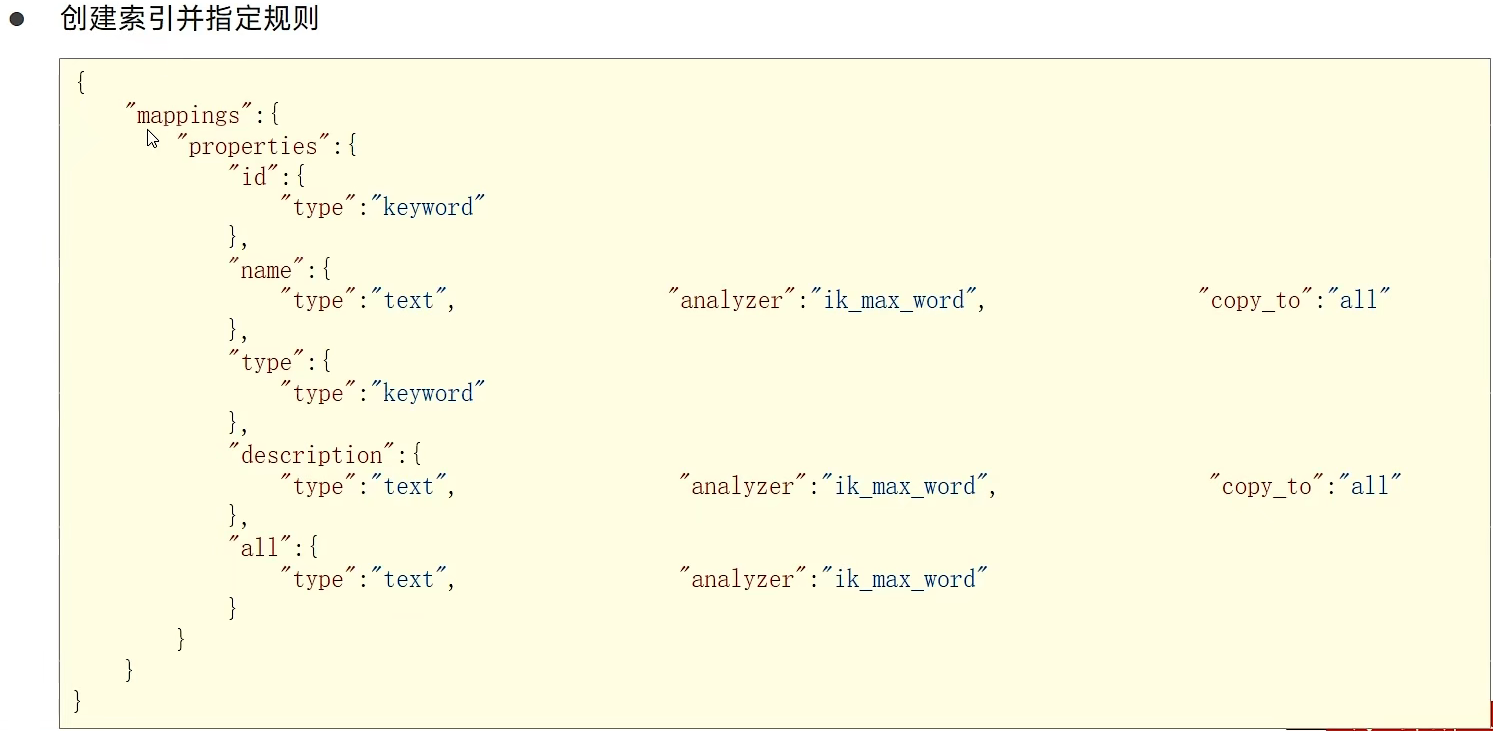 ● 创建索引并指定规则
{
"mappings":{
"properties":{
"id":{
"type":"keyword"
},
"name":{
"type":"text", "analyzer":"ik_max_word", "copy_to":"all"
},
"type":{
"type":"keyword"
},
"description":{
"type":"text", "analyzer":"ik_max_word", "copy_to":"all"
},
"all":{
"type":"text", "analyzer":"ik_max_word"
}
}
}
}